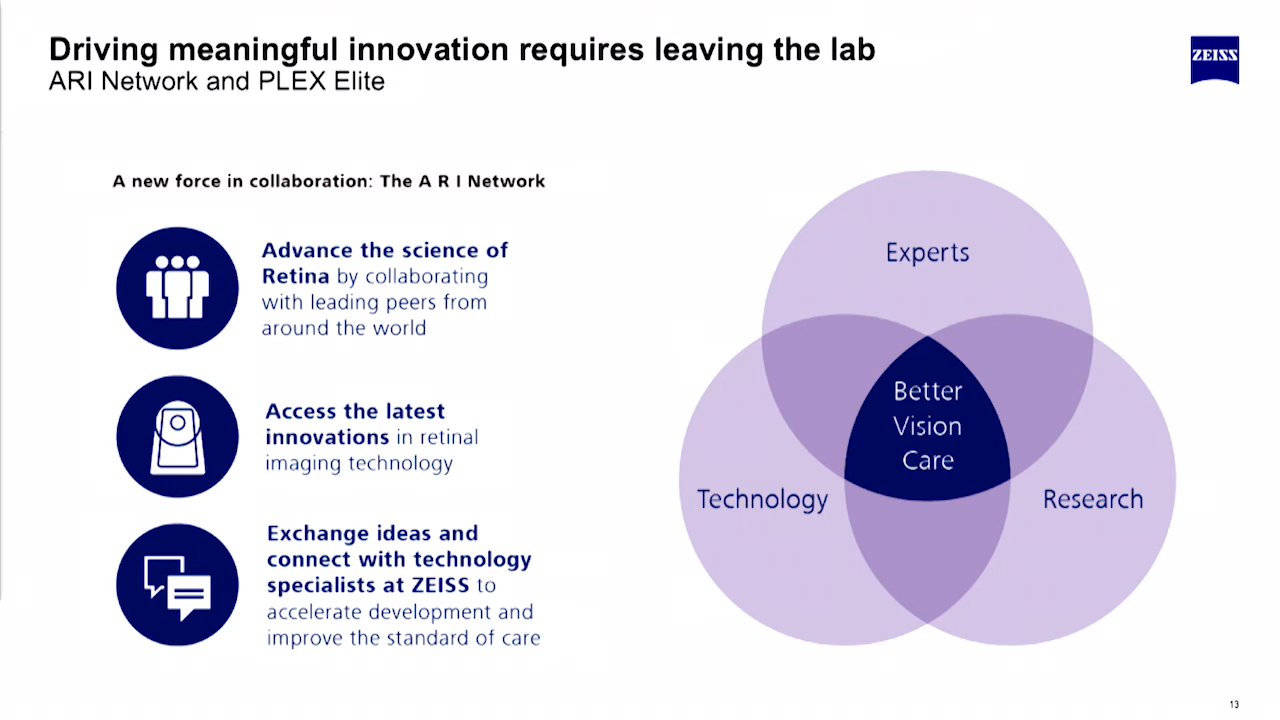 Driving meaningful innovation requires leaving the lab
ARI Network and PLEX Elite
ZEISS
A new force in collaboration: The A R I Network
Advance the science of
Retina by collaborating
with leading peers from
around the world
Access the latest
innovations in retinal
imaging technology
Exchange ideas and
connect with technology
specialists at ZEISS to
accelerate development and
improve the standard of care
Experts
Better
Vision
Care
Technology
Research
13